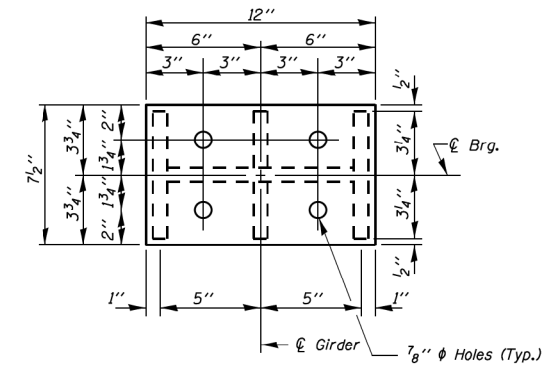 12"
6" 6"
3" 3" 3" 3"
1/2"
2"
3 3/4"
1 3/4"
3 1/4"
℄ Brg.
7 1/2"
1 3/4"
3 3/4"
3 1/4"
2"
1/2"
1" 5" 5" 1"
℄ Girder
7/8" ϕ Holes (Typ.)